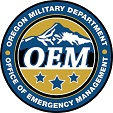 OREGON MILITARY DEPARTMENT
OEM
OFFICE OF EMERGENCY MANAGEMENT